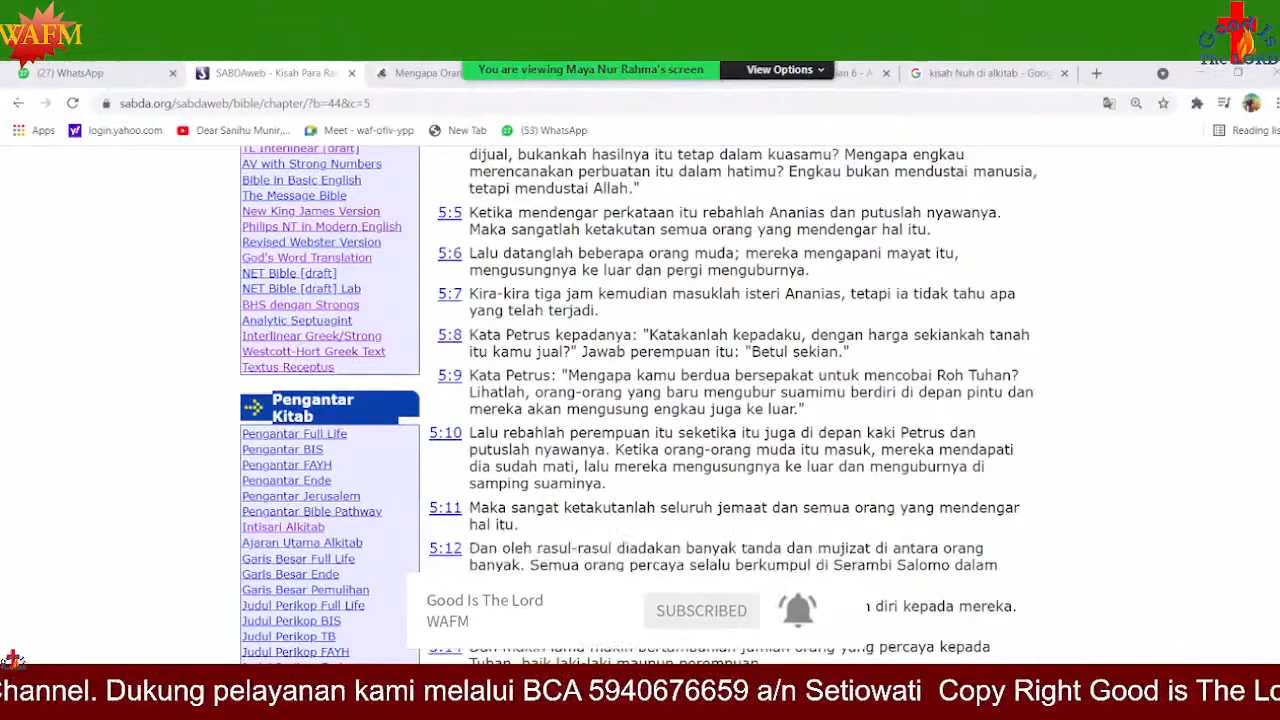 WAFM
Good Is
The LORD
(27) WhatsApp
SABDAweb - Kisah Para Ra
Mengapa Oran
You are viewing Maya Nur Rahma's screen
View Options
ian 6 - A
kisah Nuh di alkitab - Goog
sabda.org/sabdaweb/bible/chapter/?b=44&c=5
Apps
login.yahoo.com
Dear Sanihu Munir,...
Meet - waf-ofiv-ypp
New Tab
(53) WhatsApp
Reading lis
TL Interlinear [draft]
AV with Strong Numbers
Bible in Basic English
The Message Bible
New King James Version
Philips NT in Modern English
Revised Webster Version
God's Word Translation
NET Bible [draft]
NET Bible [draft] Lab
BHS dengan Strongs
Analytic Septuagint
Interlinear Greek/Strong
Westcott-Hort Greek Text
Textus Receptus
Pengantar
Kitab
Pengantar Full Life
Pengantar BIS
Pengantar FAYH
Pengantar Ende
Pengantar Jerusalem
Pengantar Bible Pathway
Intisari Alkitab
Ajaran Utama Alkitab
Garis Besar Full Life
Garis Besar Ende
Garis Besar Pemulihan
Judul Perikop Full Life
Judul Perikop BIS
Judul Perikop TB
Judul Perikop FAYH
dijual, bukankah hasilnya itu tetap dalam kuasamu? Mengapa engkau
merencanakan perbuatan itu dalam hatimu? Engkau bukan mendustai manusia,
tetapi mendustai Allah."
5:5 Ketika mendengar perkataan itu rebahlah Ananias dan putuslah nyawanya.
Maka sangatlah ketakutan semua orang yang mendengar hal itu.
5:6 Lalu datanglah beberapa orang muda; mereka mengapani mayat itu,
mengusungnya ke luar dan pergi menguburnya.
5:7 Kira-kira tiga jam kemudian masuklah isteri Ananias, tetapi ia tidak tahu apa
yang telah terjadi.
5:8 Kata Petrus kepadanya: "Katakanlah kepadaku, dengan harga sekiankah tanah
itu kamu jual?" Jawab perempuan itu: "Betul sekian."
5:9 Kata Petrus: "Mengapa kamu berdua bersepakat untuk mencobai Roh Tuhan?
Lihatlah, orang-orang yang baru mengubur suamimu berdiri di depan pintu dan
mereka akan mengusung engkau juga ke luar."
5:10 Lalu rebahlah perempuan itu seketika itu juga di depan kaki Petrus dan
putuslah nyawanya. Ketika orang-orang muda itu masuk, mereka mendapati
dia sudah mati, lalu mereka mengusungnya ke luar dan menguburnya di
samping suaminya.
5:11 Maka sangat ketakutanlah seluruh jemaat dan semua orang yang mendengar
hal itu.
5:12 Dan oleh rasul-rasul diadakan banyak tanda dan mujizat di antara orang
banyak. Semua orang percaya selalu berkumpul di Serambi Salomo dalam
diri kepada mereka.
yang percaya kepada
Tuhan, baik laki-laki maupun perempuan
Good Is The Lord
WAFM
SUBSCRIBED
Channel. Dukung pelayanan kami melalui BCA 5940676659 a/n Setiowati Copy Right Good is The Lo